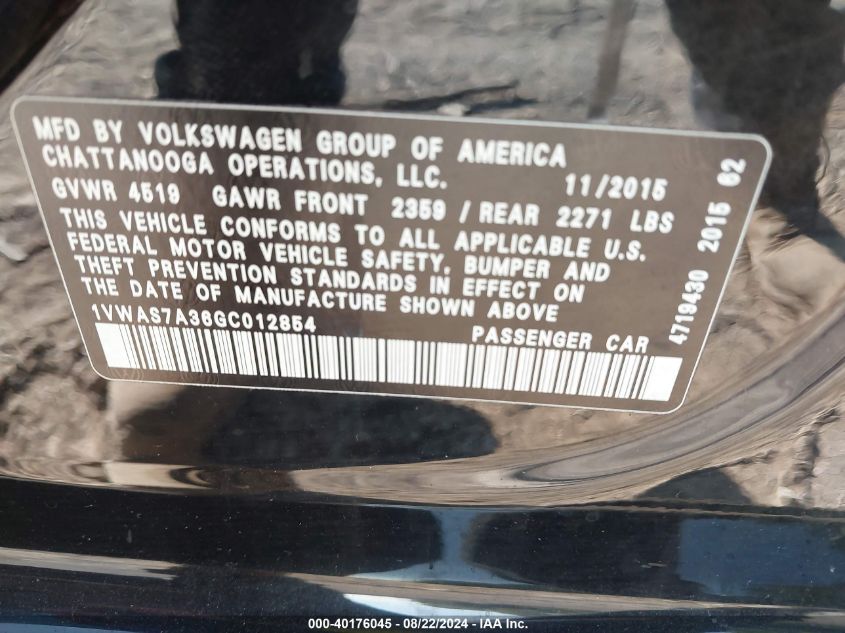 MFD BY VOLKSWAGEN GROUP OF AMERICA
CHATTANOOGA OPERATIONS, LLC. 11/2015
GVWR 4519 GAWR FRONT 2359 / REAR 2271 LBS
THIS VEHICLE CONFORMS TO ALL APPLICABLE U.S.
FEDERAL MOTOR VEHICLE SAFETY, BUMPER AND
THEFT PREVENTION STANDARDS IN EFFECT ON
THE DATE OF MANUFACTURE SHOWN ABOVE
1VWAS7A36GC012854 PASSENGER CAR
4719430 2015 02
000-40176045 - 08/22/2024 - IAA Inc.